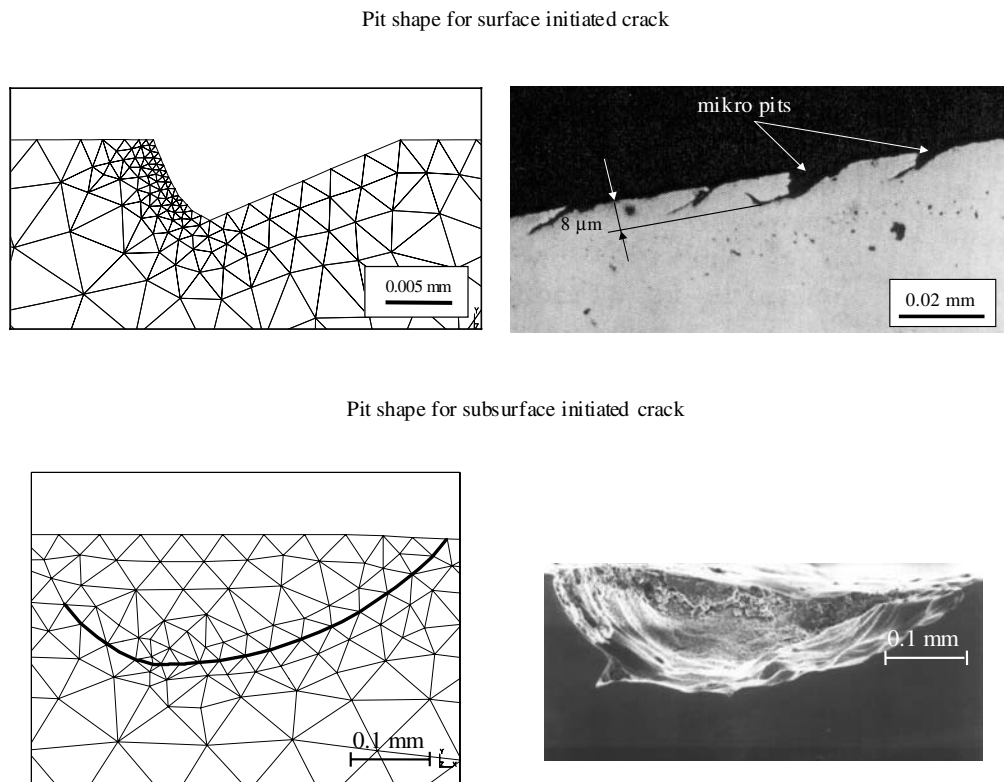 Pit shape for surface initiated crack
mikro pits
8 µm
0.005 mm
0.02 mm
Y
Z
Pit shape for subsurface initiated crack
0.1 mm
0.1 mm
Y
Z
X